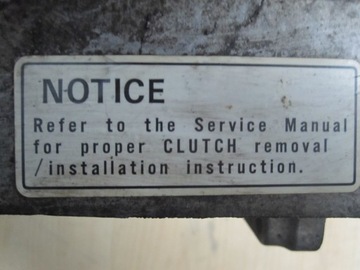 NOTICE
Refer to the Service Manual
for proper CLUTCH removal
/installation instruction.